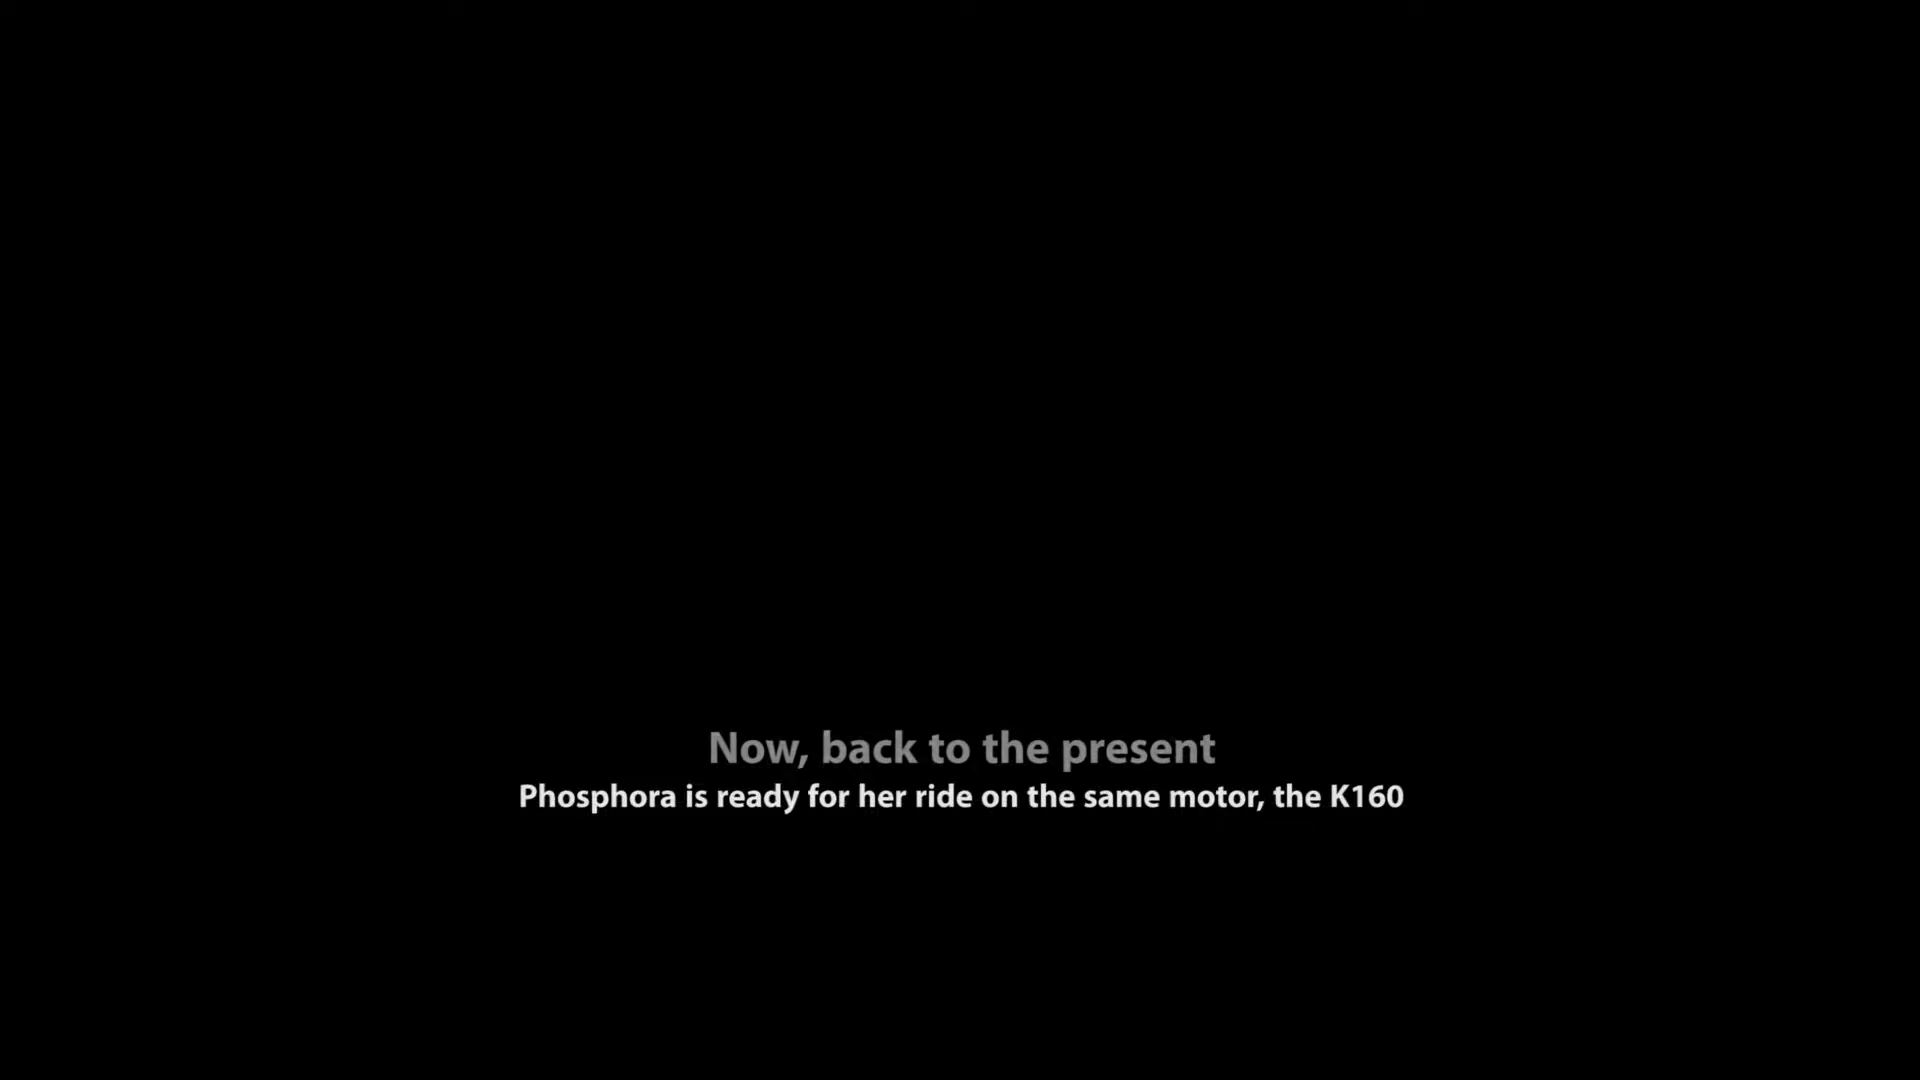 Now, back to the present
Phosphora is ready for her ride on the same motor, the K160